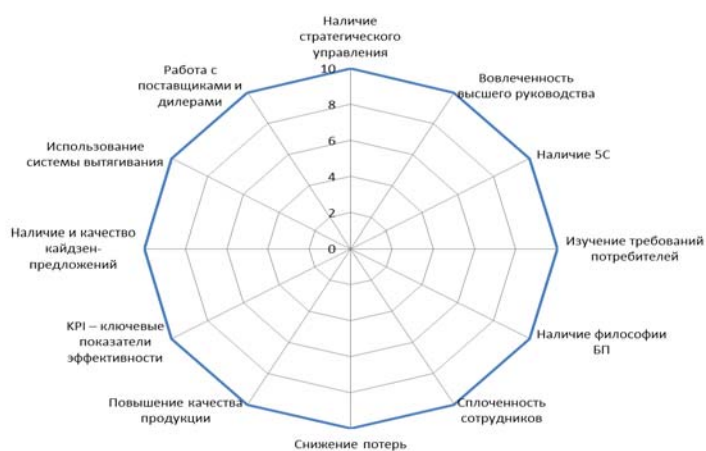 Наличие
стратегического
управления
Вовлеченность
высшего руководства
Наличие 5С
Изучение требований
потребителей
Наличие философии
БП
Сплоченность
сотрудников
Снижение потерь
Повышение качества
продукции
KPI – ключевые
показатели
эффективности
Наличие и качество
кайдзен-
предложений
Использование
системы вытягивания
Работа с
поставщиками и
дилерами
10
8
6
4
2
0